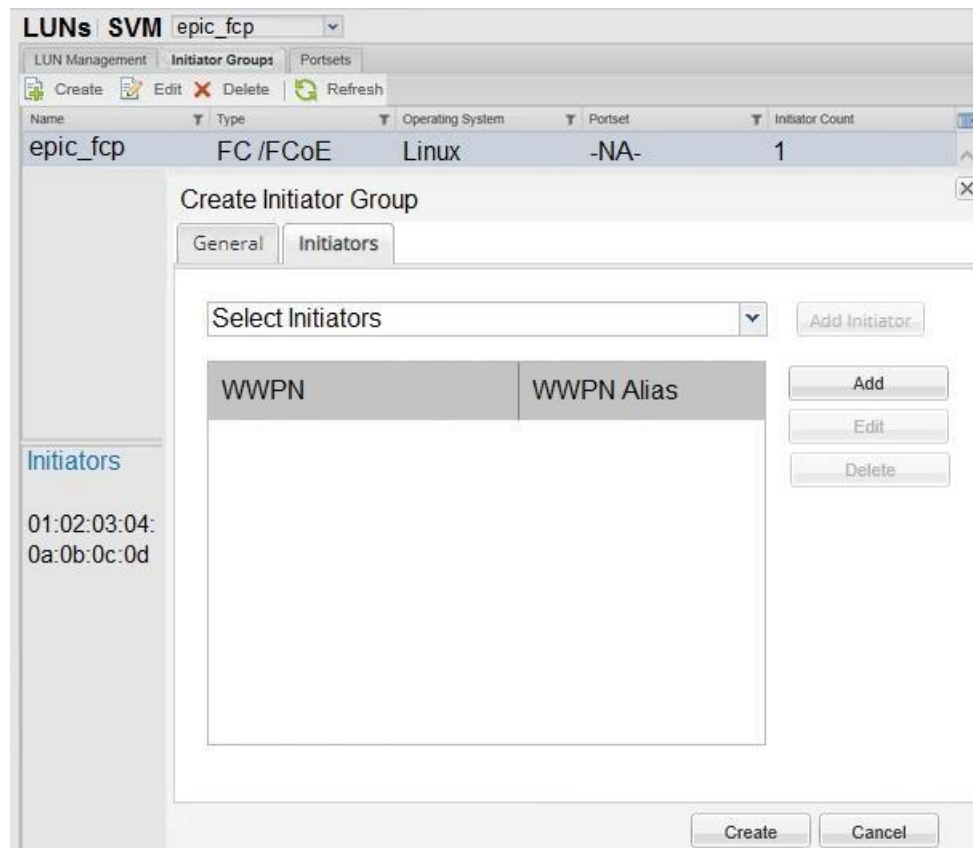 LUNs SVM epic_fcp
LUN Management Initiator Groups Portsets
Create Edit Delete Refresh
Name Type Operating System Portset Initiator Count
epic_fcp FC /FCoE Linux -NA- 1
Create Initiator Group
General Initiators
Select Initiators Add Initiator
WWPN WWPN Alias Add
Edit
Delete
Initiators
01:02:03:04:
0a:0b:0c:0d
Create Cancel